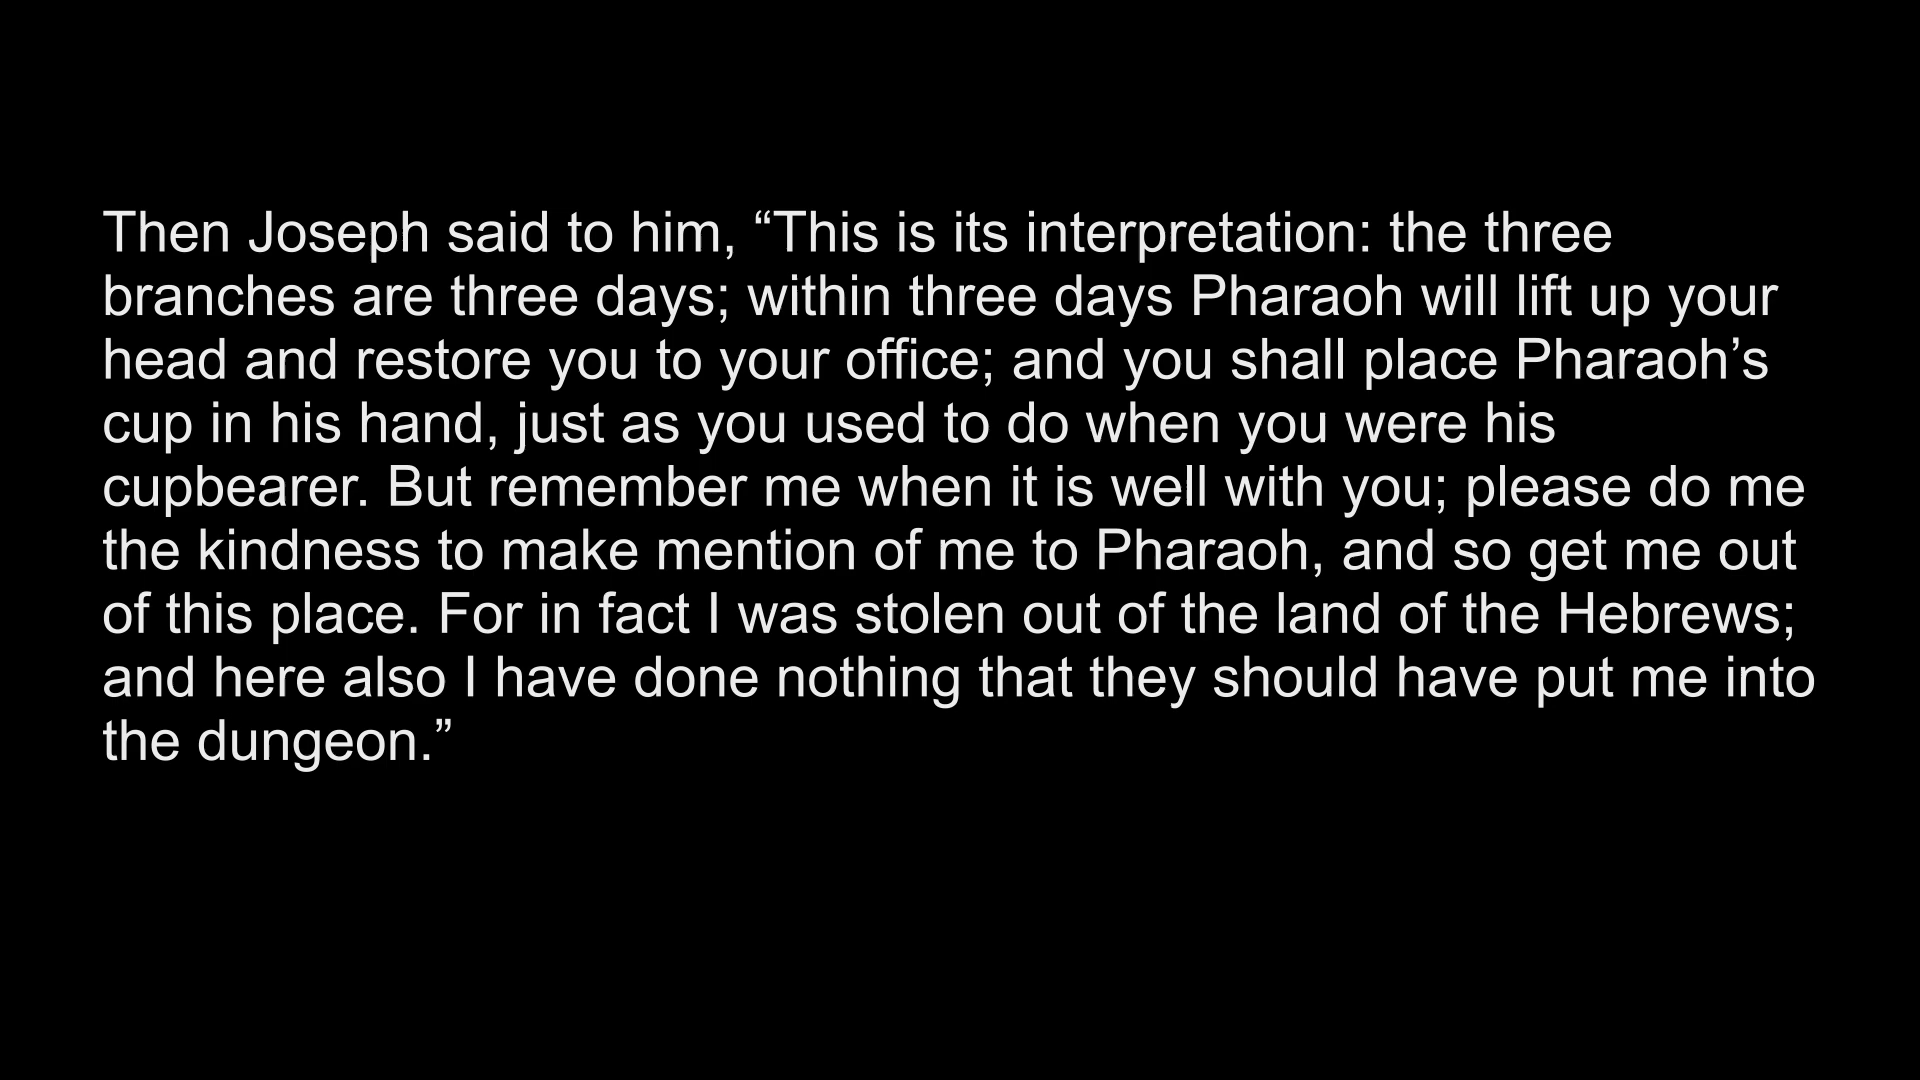 Then Joseph said to him, “This is its interpretation: the three
branches are three days; within three days Pharaoh will lift up your
head and restore you to your office; and you shall place Pharaoh’s
cup in his hand, just as you used to do when you were his
cupbearer. But remember me when it is well with you; please do me
the kindness to make mention of me to Pharaoh, and so get me out
of this place. For in fact I was stolen out of the land of the Hebrews;
and here also I have done nothing that they should have put me into
the dungeon.”